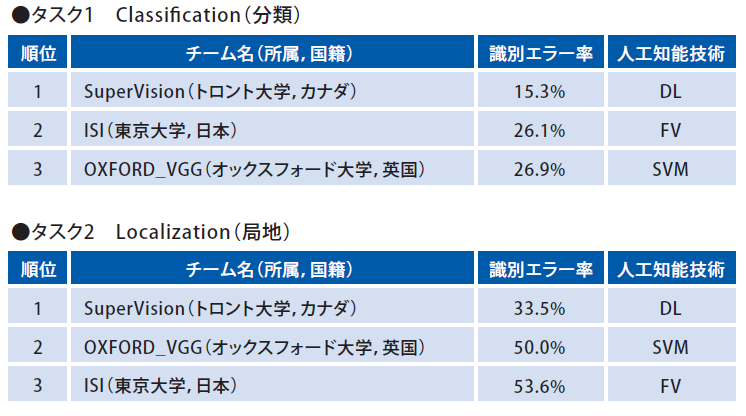 ●タスク1 Classification（分類）
順位 チーム名（所属，国籍） 識別エラー率 人工知能技術
1 SuperVision（トロント大学，カナダ） 15.3% DL
2 ISI（東京大学，日本） 26.1% FV
3 OXFORD_VGG（オックスフォード大学，英国） 26.9% SVM
●タスク2 Localization（局地）
順位 チーム名（所属，国籍） 識別エラー率 人工知能技術
1 SuperVision（トロント大学，カナダ） 33.5% DL
2 OXFORD_VGG（オックスフォード大学，英国） 50.0% SVM
3 ISI（東京大学，日本） 53.6% FV